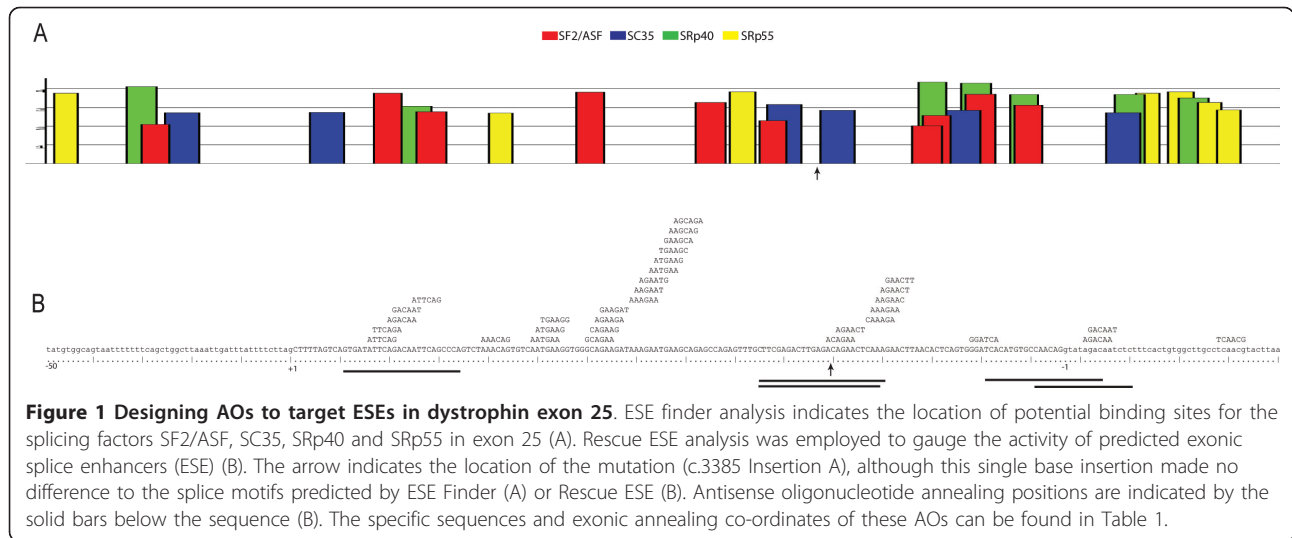 A
SF2/ASF SC35 SRp40 SRp55
B
AGCAGA
AAGCAG
GAAGCA
TGAAGC
ATGAAG
AATGAA
AGAATG GAACTT
AAGAAT AGAACT
ATTCAG AAAGAA AAGAAC
GACAAT GAAGAT AAAGAA
AGACAA TGAAGG AGAAGA CAAAGA
TTCAGA ATGAAG CAGAAG AGAACT GACAAT
ATTCAG AAACAG AATGAA GCAGAA ACAGAA GGATCA AGACAA TCAACG
tatgtggcagtaatttttttcagctggcttaaattgatttattttcttagCTTTTAGTCAGTGATATTCAGACAATTCAGCCCAGTCTAAACAGTGTCAATGAAGGTGGGCAGAAGATAAAGAATGAAGCAGAGCCAGAGTTTGCTTCGAGACTTGAGACAGAACTCAAAGAACTTAACACTCAGTGGGATCACATGTGCCAACAGgtatagacaatctctttcactgtggcttgcctcaacgtacttaa
-50 +1 -1
Figure 1 Designing AOs to target ESEs in dystrophin exon 25. ESE finder analysis indicates the location of potential binding sites for the
splicing factors SF2/ASF, SC35, SRp40 and SRp55 in exon 25 (A). Rescue ESE analysis was employed to gauge the activity of predicted exonic
splice enhancers (ESE) (B). The arrow indicates the location of the mutation (c.3385 Insertion A), although this single base insertion made no
difference to the splice motifs predicted by ESE Finder (A) or Rescue ESE (B). Antisense oligonucleotide annealing positions are indicated by the
solid bars below the sequence (B). The specific sequences and exonic annealing co-ordinates of these AOs can be found in Table 1.